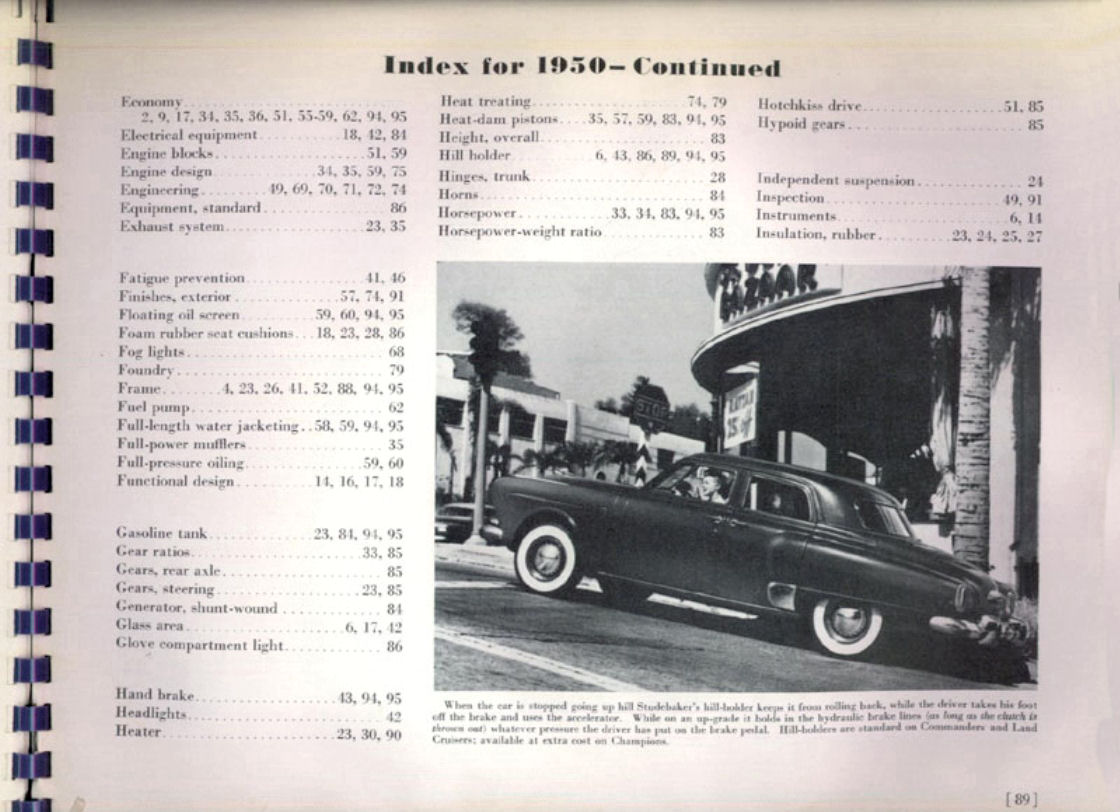 Index for 1950—Continued
Economy
2, 9, 17, 34, 35, 36, 51, 55-59, 62, 94, 95
Electrical equipment 18, 42, 84
Engine blocks 51, 59
Engine design 34, 35, 59, 75
Engineering 49, 69, 70, 71, 72, 74
Equipment, standard 86
Exhaust system 23, 35
Fatigue prevention 41, 46
Finishes, exterior 57, 74, 91
Floating oil screen 59, 60, 94, 95
Foam rubber seat cushions 18, 23, 28, 86
Fog lights 68
Foundry 79
Frame 4, 23, 26, 41, 52, 88, 94, 95
Fuel pump 62
Full-length water jacketing 58, 59, 94, 95
Full-power mufflers 35
Full-pressure oiling 59, 60
Functional design 14, 16, 17, 18
Gasoline tank 23, 84, 94, 95
Gear ratios 33, 85
Gears, rear axle 85
Gears, steering 23, 85
Generator, shunt-wound 84
Glass area 6, 17, 42
Glove compartment light 86
Hand brake 43, 94, 95
Headlights 42
Heater 23, 30, 90
Heat treating 74, 79
Heat-dam pistons 35, 57, 59, 83, 94, 95
Height, overall 83
Hill holder 6, 43, 86, 89, 94, 95
Hinges, trunk 28
Horns 84
Horsepower 33, 34, 83, 94, 95
Horsepower-weight ratio 83
Hotchkiss drive 51, 85
Hypoid gears 85
Independent suspension 24
Inspection 49, 91
Instruments 6, 14
Insulation, rubber 23, 24, 25, 27
STOP
When the car is stopped going up hill Studebaker's hill-holder keeps it from rolling back, while the driver takes his foot
off the brake and uses the accelerator. While on an up-grade it holds in the hydraulic brake lines (as long as the clutch is
thrown out) whatever pressure the driver has put on the brake pedal. Hill-holders are standard on Commanders and Land
Cruisers; available at extra cost on Champions.
[ 89 ]